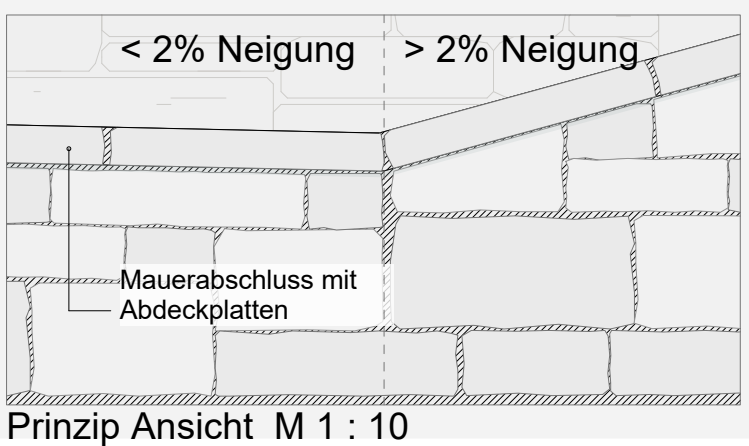 < 2% Neigung > 2% Neigung
Mauerabschluss mit
Abdeckplatten
Prinzip Ansicht M 1 : 10